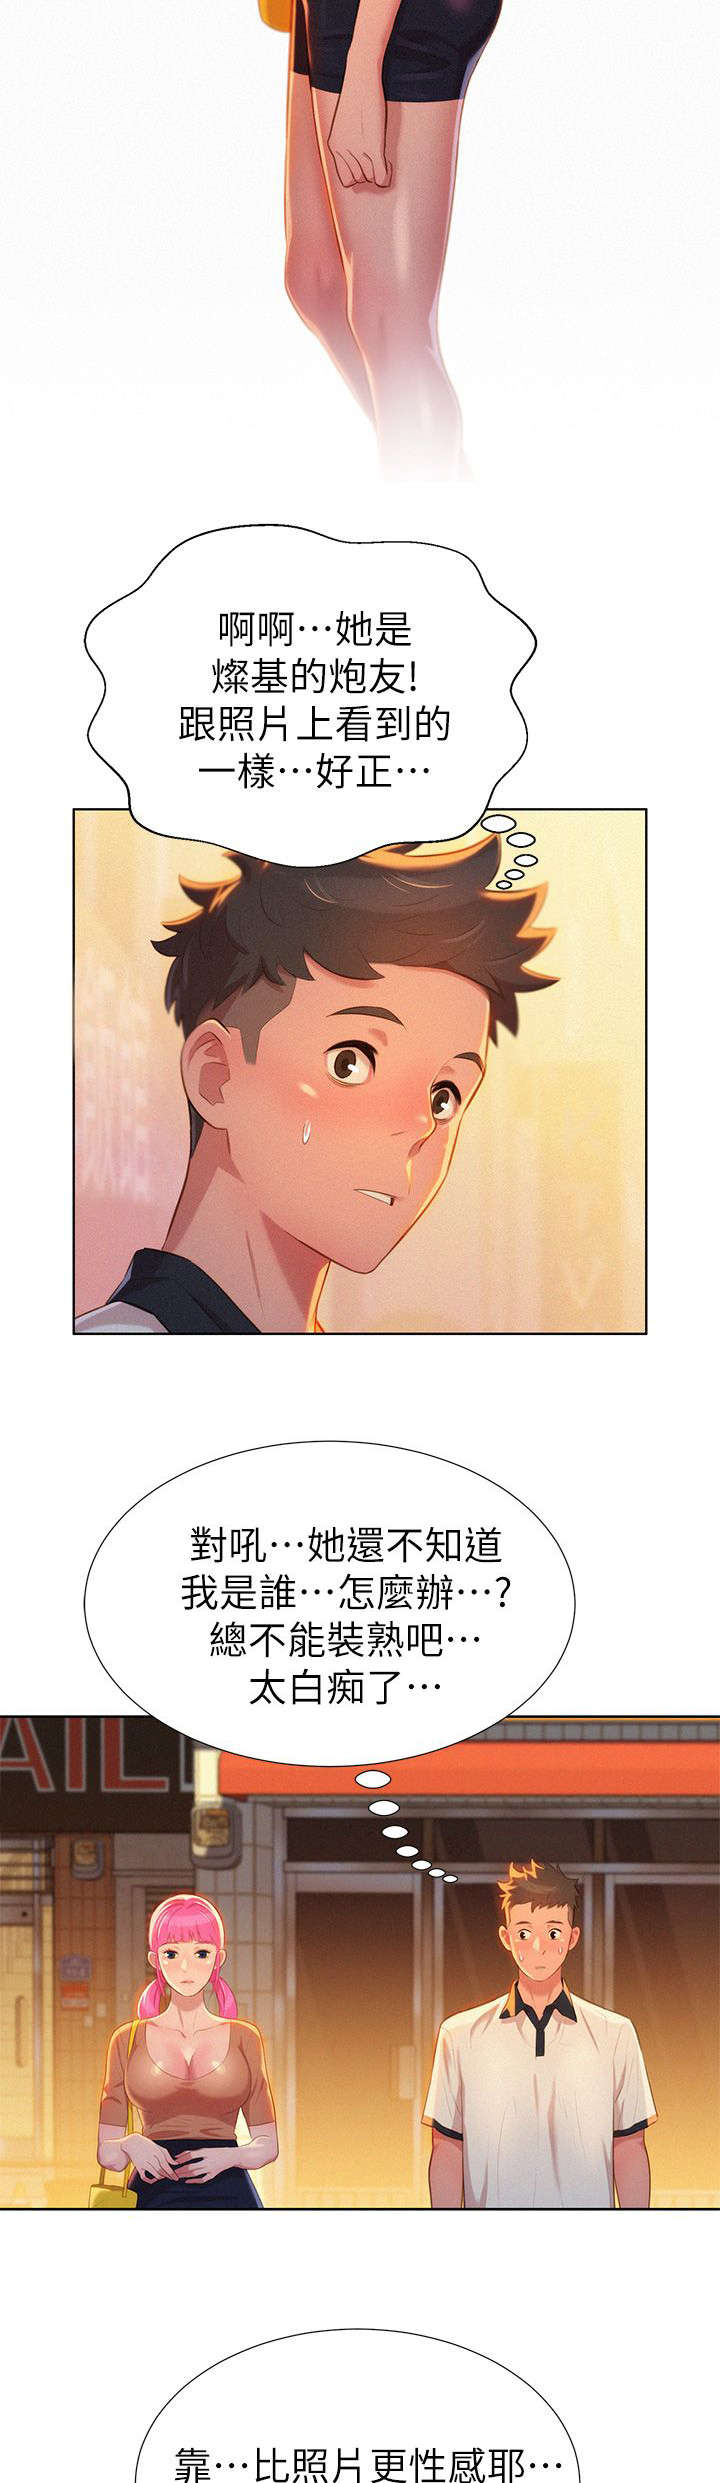 啊啊⋯她是
燦基的炮友!
跟照片上看到的
一樣⋯好正⋯
對吼⋯她還不知道
我是誰⋯怎麼辦⋯?
總不能裝熟吧⋯
太白痴了⋯
AIL
靠⋯比照片更性感耶⋯